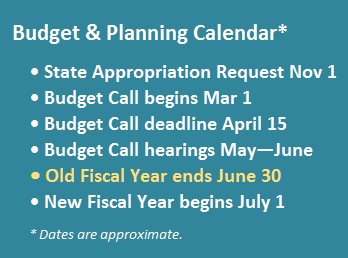 Budget & Planning Calendar*
• State Appropriation Request Nov 1
• Budget Call begins Mar 1
• Budget Call deadline April 15
• Budget Call hearings May—June
• Old Fiscal Year ends June 30
• New Fiscal Year begins July 1
* Dates are approximate.